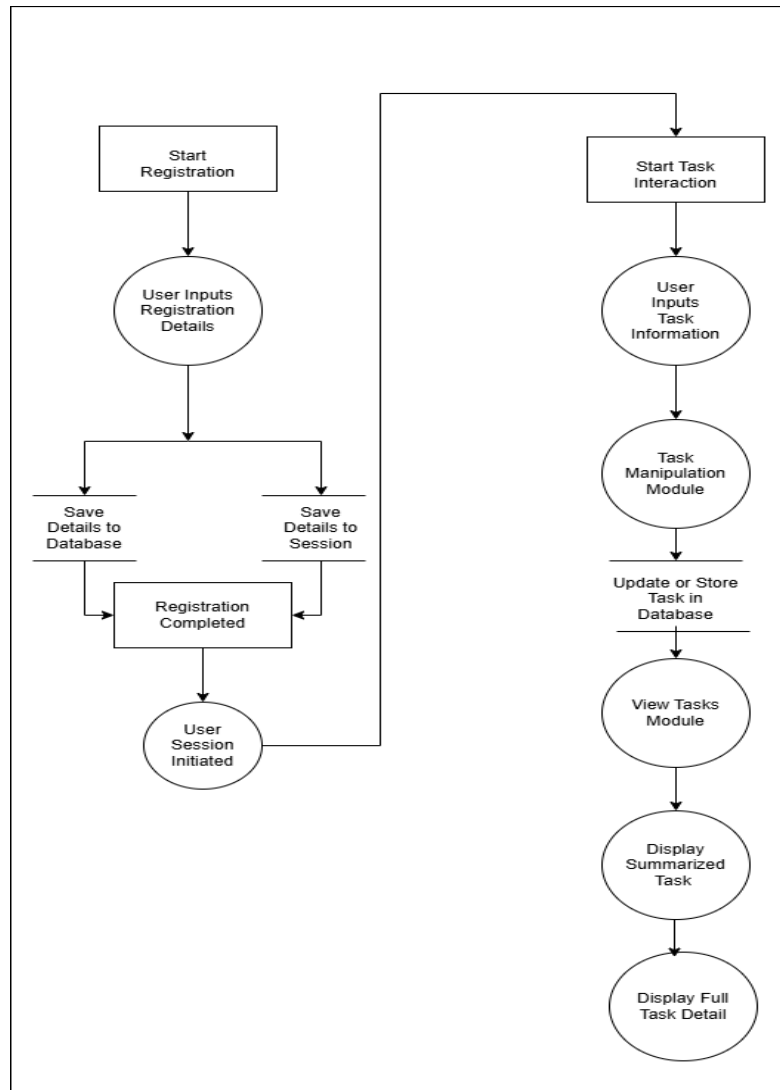 Start
Registration
User Inputs
Registration
Details
Save
Details to
Database
Save
Details to
Session
Registration
Completed
User
Session
Initiated
Start Task
Interaction
User
Inputs
Task
Information
Task
Manipulation
Module
Update or Store
Task in
Database
View Tasks
Module
Display
Summarized
Task
Display Full
Task Detail